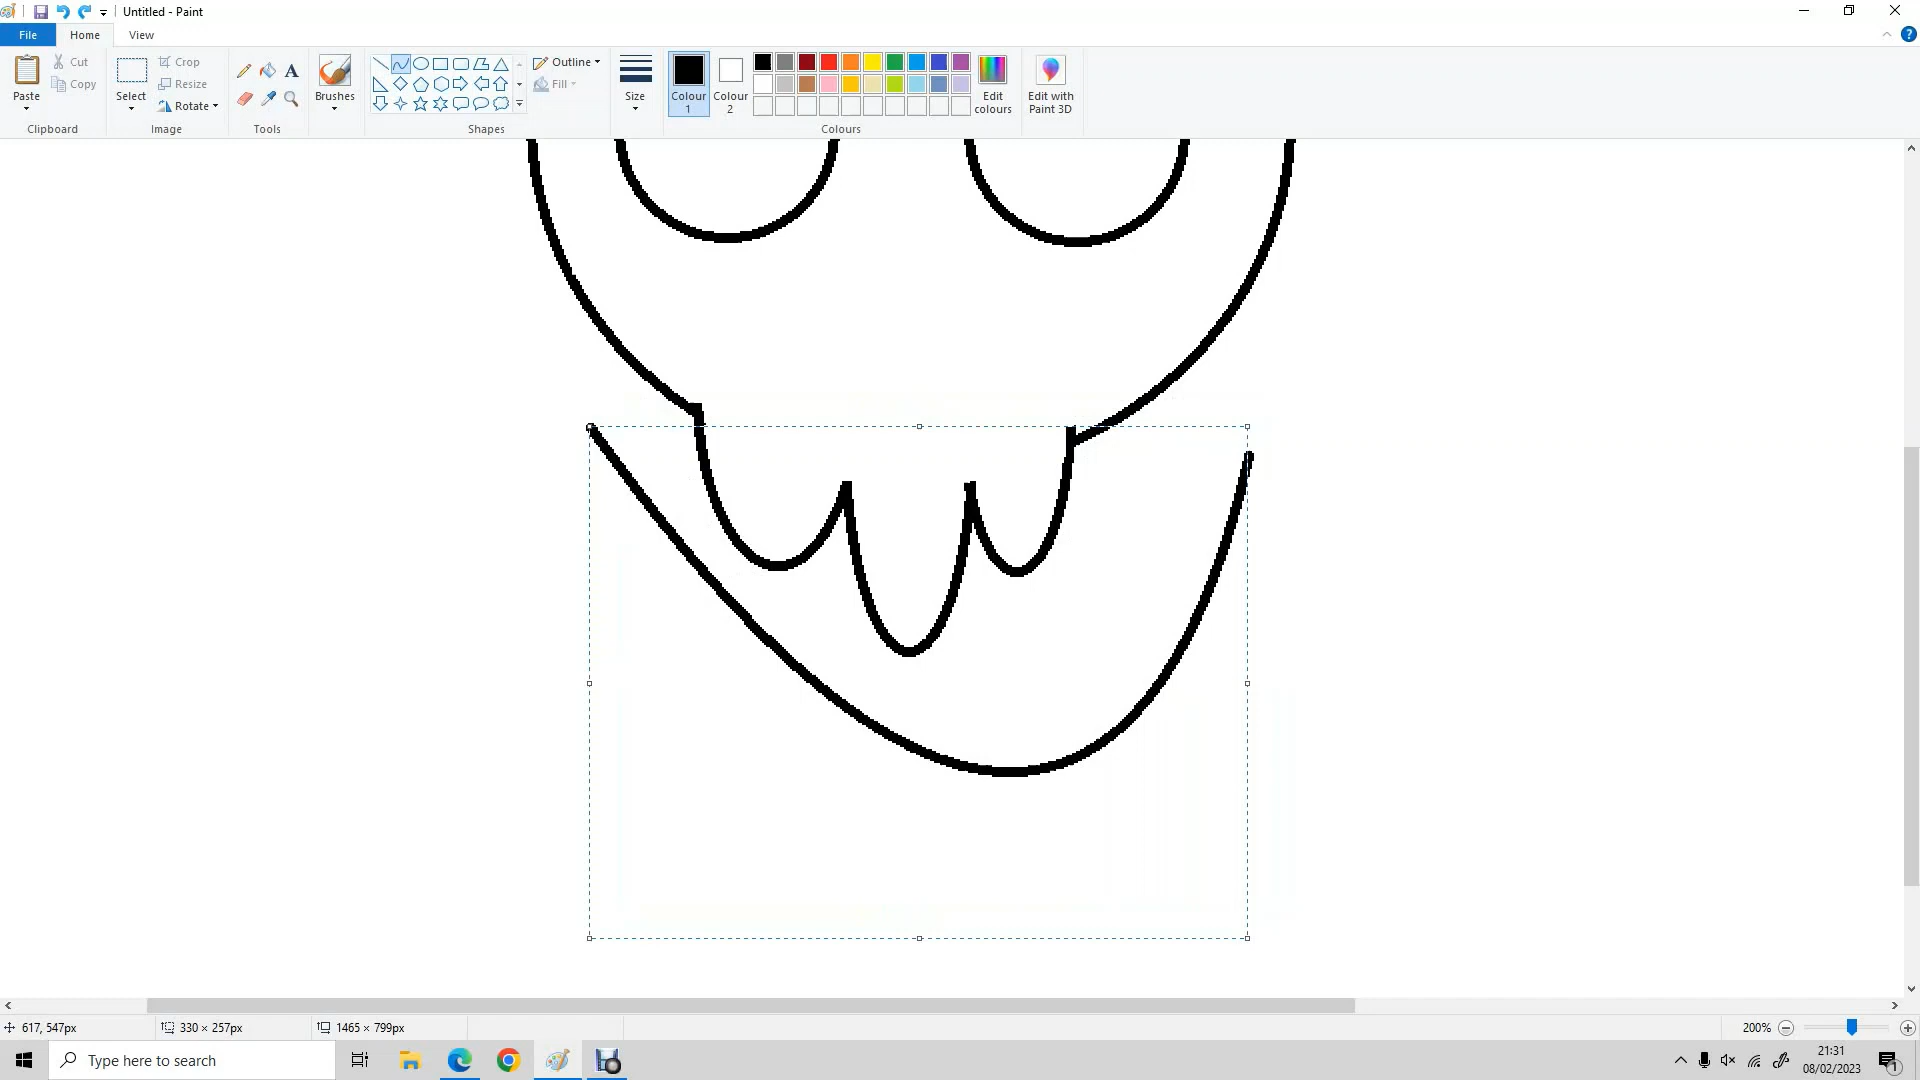 Untitled - Paint
File Home View
Paste
Cut
Copy
Clipboard
Select
Crop
Resize
Rotate
Image
A
Tools
Brushes
Shapes
Outline
Fill
Size
Colour 1
Colour 2
Edit colours
Edit with Paint 3D
Colours
617, 547px 330 × 257px 1465 × 799px 200%
Type here to search
21:31
08/02/2023
1